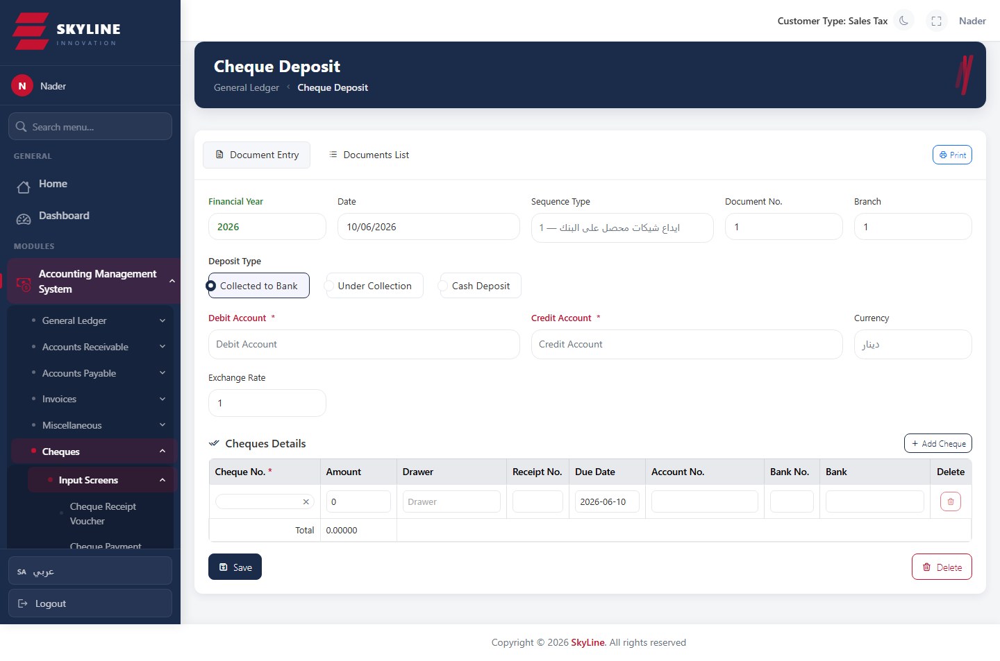 SKYLINE
INNOVATION
N Nader
Search menu...
GENERAL
Home
Dashboard
MODULES
Accounting Management
System
General Ledger
Accounts Receivable
Accounts Payable
Invoices
Miscellaneous
Cheques
Input Screens
Cheque Receipt
Voucher
Cheque Payment
SA عربي
Logout
Customer Type: Sales Tax
Nader
Cheque Deposit
General Ledger < Cheque Deposit
Document Entry
Documents List
Print
Financial Year
Date
Sequence Type
Document No.
Branch
2026
10/06/2026
1 — ايداع شيكات محصل على البنك
1
1
Deposit Type
Collected to Bank
Under Collection
Cash Deposit
Debit Account *
Credit Account *
Currency
Debit Account
Credit Account
دينار
Exchange Rate
1
Cheques Details
+ Add Cheque
Cheque No. * Amount Drawer Receipt No. Due Date Account No. Bank No. Bank Delete
× 0 Drawer 2026-06-10
Total 0.00000
Save
Delete
Copyright © 2026 SkyLine. All rights reserved